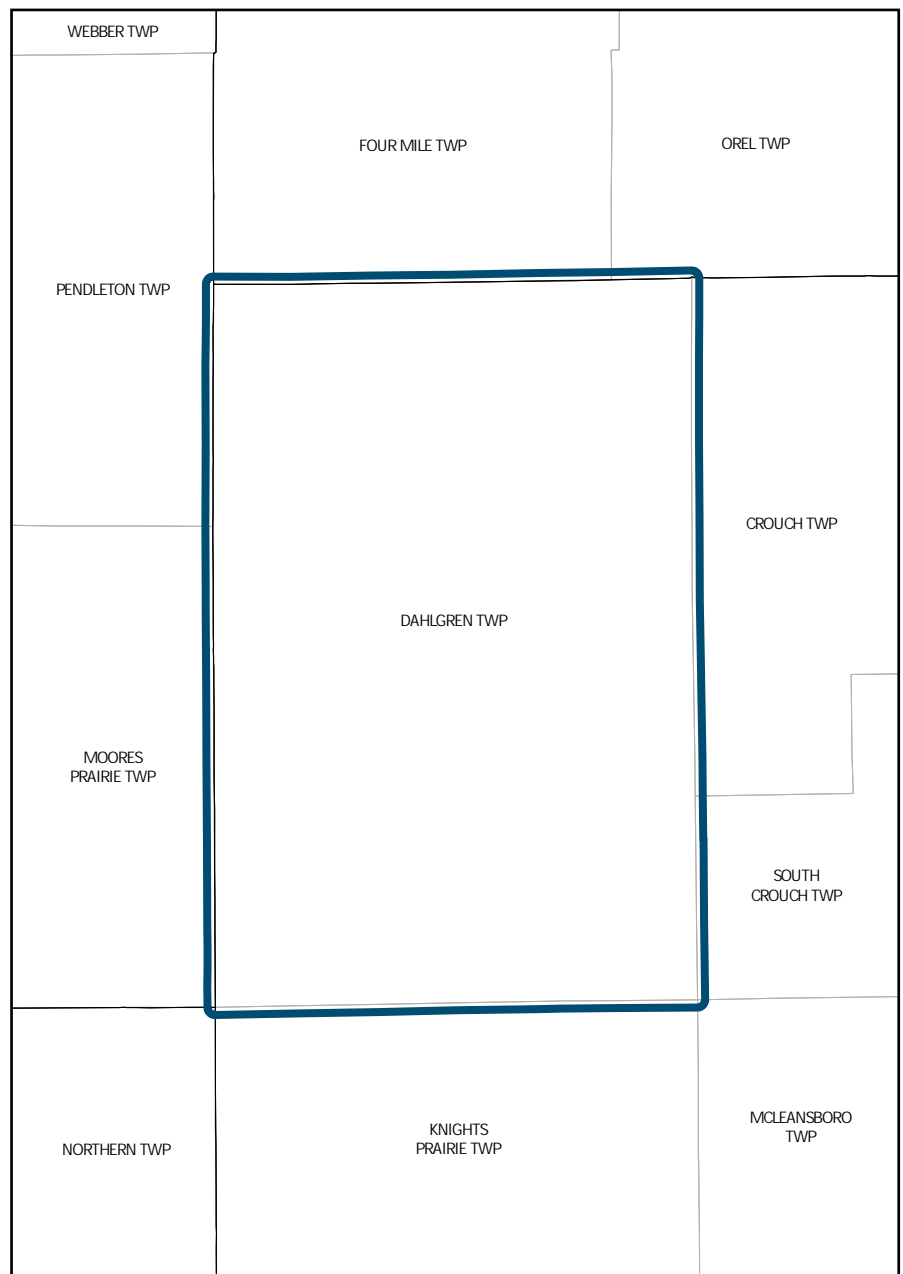 WEBBER TWP
FOUR MILE TWP
OREL TWP
PENDLETON TWP
CROUCH TWP
DAHLGREN TWP
MOORES
PRAIRIE TWP
SOUTH
CROUCH TWP
NORTHERN TWP
KNIGHTS
PRAIRIE TWP
MCLEANSBORO
TWP